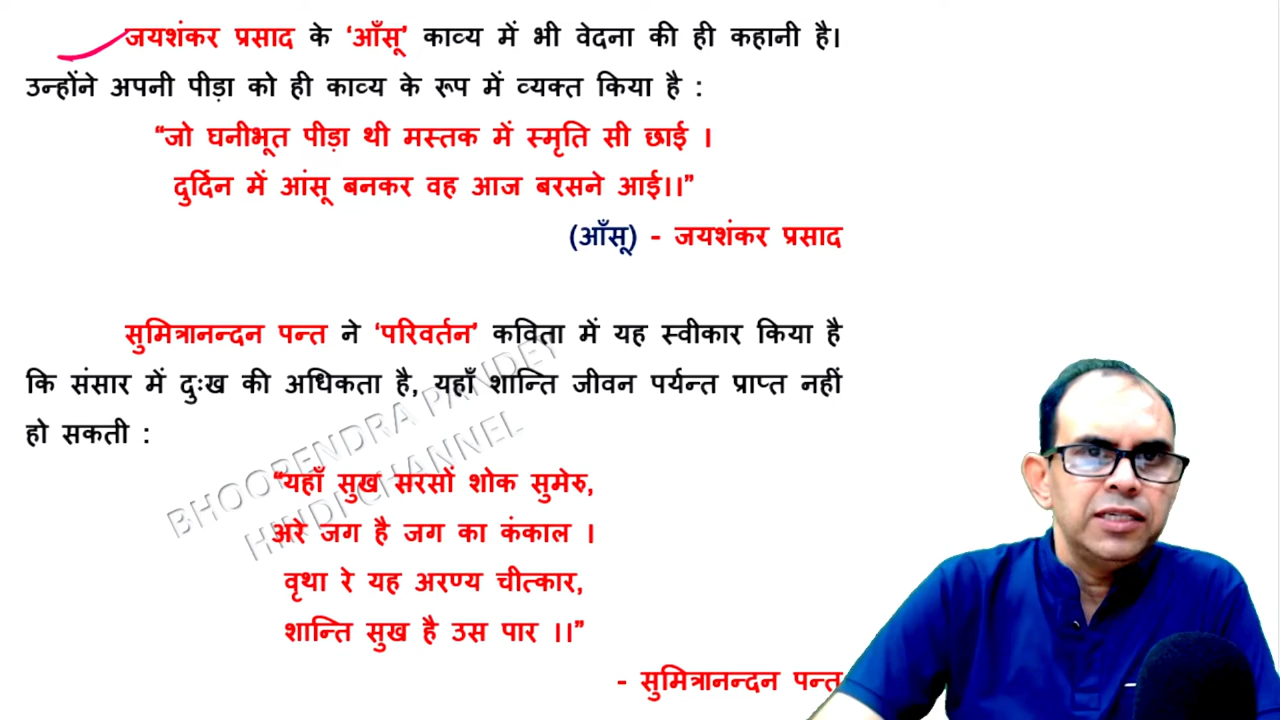 जयशंकर प्रसाद के ‘आँसू’ काव्य में भी वेदना की ही कहानी है।
उन्होंने अपनी पीड़ा को ही काव्य के रूप में व्यक्त किया है :
“जो घनीभूत पीड़ा थी मस्तक में स्मृति सी छाई ।
दुर्दिन में आंसू बनकर वह आज बरसने आई।।”
(आँसू) - जयशंकर प्रसाद
सुमित्रानन्दन पन्त ने ‘परिवर्तन’ कविता में यह स्वीकार किया है
कि संसार में दुःख की अधिकता है, यहाँ शान्ति जीवन पर्यन्त प्राप्त नहीं
हो सकती :
“यहाँ सुख सरसों शोक सुमेरु,
अरे जग है जग का कंकाल ।
वृथा रे यह अरण्य चीत्कार,
शान्ति सुख है उस पार ।।”
- सुमित्रानन्दन पन्त
BHOOPENDRA PANDEY
HINDI CHANNEL